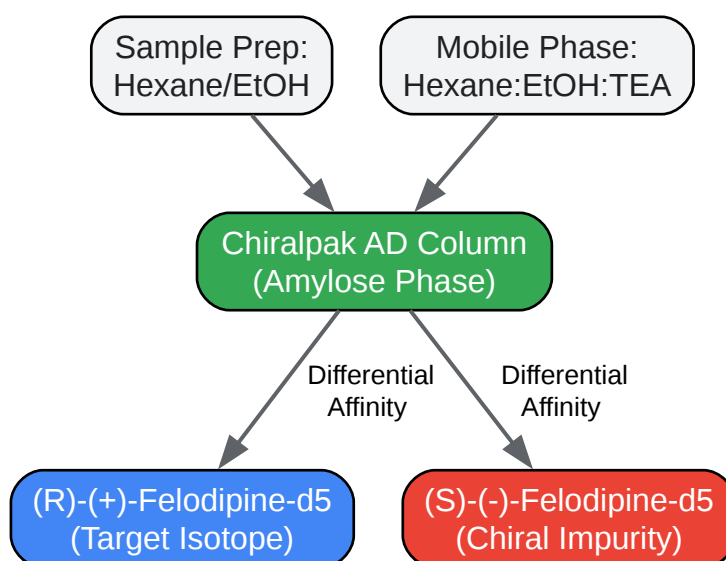 Sample Prep:
Hexane/EtOH
Mobile Phase:
Hexane:EtOH:TEA
Chiralpak AD Column
(Amylose Phase)
Differential
Affinity
Differential
Affinity
(R)-(+)-Felodipine-d5
(Target Isotope)
(S)-(-)-Felodipine-d5
(Chiral Impurity)